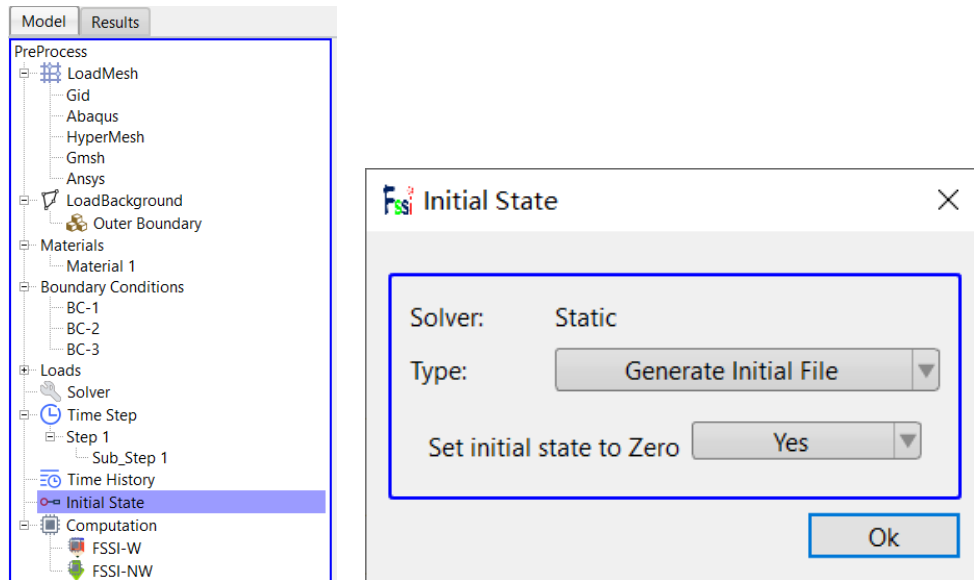 Model Results
PreProcess
LoadMesh
Gid
Abaqus
HyperMesh
Gmsh
Ansys
LoadBackground
Outer Boundary
Materials
Material 1
Boundary Conditions
BC-1
BC-2
BC-3
Loads
Solver
Time Step
Step 1
Sub_Step 1
Time History
Initial State
Computation
FSSI-W
FSSI-NW
Fssi Initial State
Solver: Static
Type: Generate Initial File
Set initial state to Zero Yes
Ok